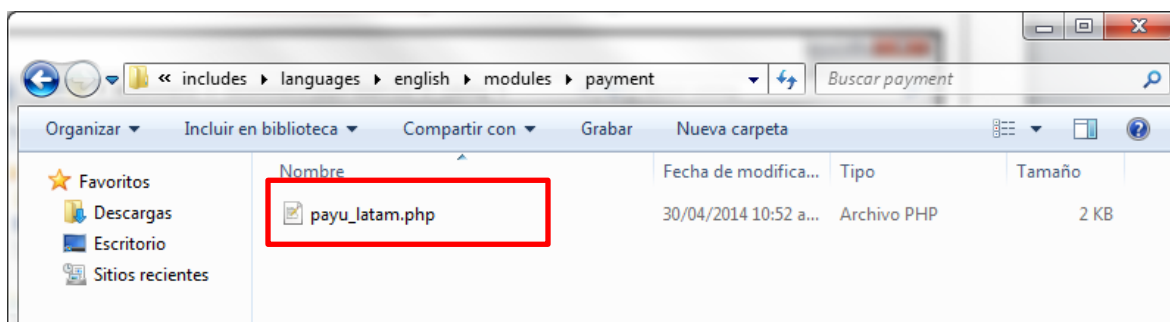 « includes ▸ languages ▸ english ▸ modules ▸ payment
Buscar payment
Organizar Incluir en biblioteca Compartir con Grabar Nueva carpeta
Nombre Fecha de modifica... Tipo Tamaño
Favoritos
payu_latam.php 30/04/2014 10:52 a... Archivo PHP 2 KB
Descargas
Escritorio
Sitios recientes